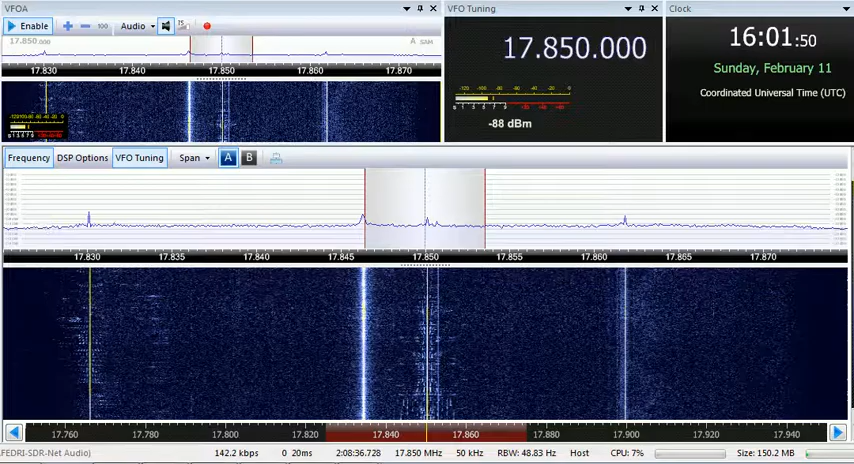 VFOA
VFO Tuning
Clock
Enable
100
Audio
17.850.000
A SAM
17.830 17.840 17.850 17.860 17.870
17.850.000
-88 dBm
16:01:50
Sunday, February 11
Coordinated Universal Time (UTC)
Frequency DSP Options VFO Tuning Span A B
17.830 17.835 17.840 17.845 17.850 17.855 17.860 17.865 17.870
17.760 17.780 17.800 17.820 17.840 17.860 17.880 17.900 17.920 17.940
AFEDRI-SDR-Net Audio) 142.2 kbps 0 20ms 2:08:36.728 17.850 MHz 50 kHz RBW: 48.83 Hz Host CPU: 7% Size: 150.2 MB